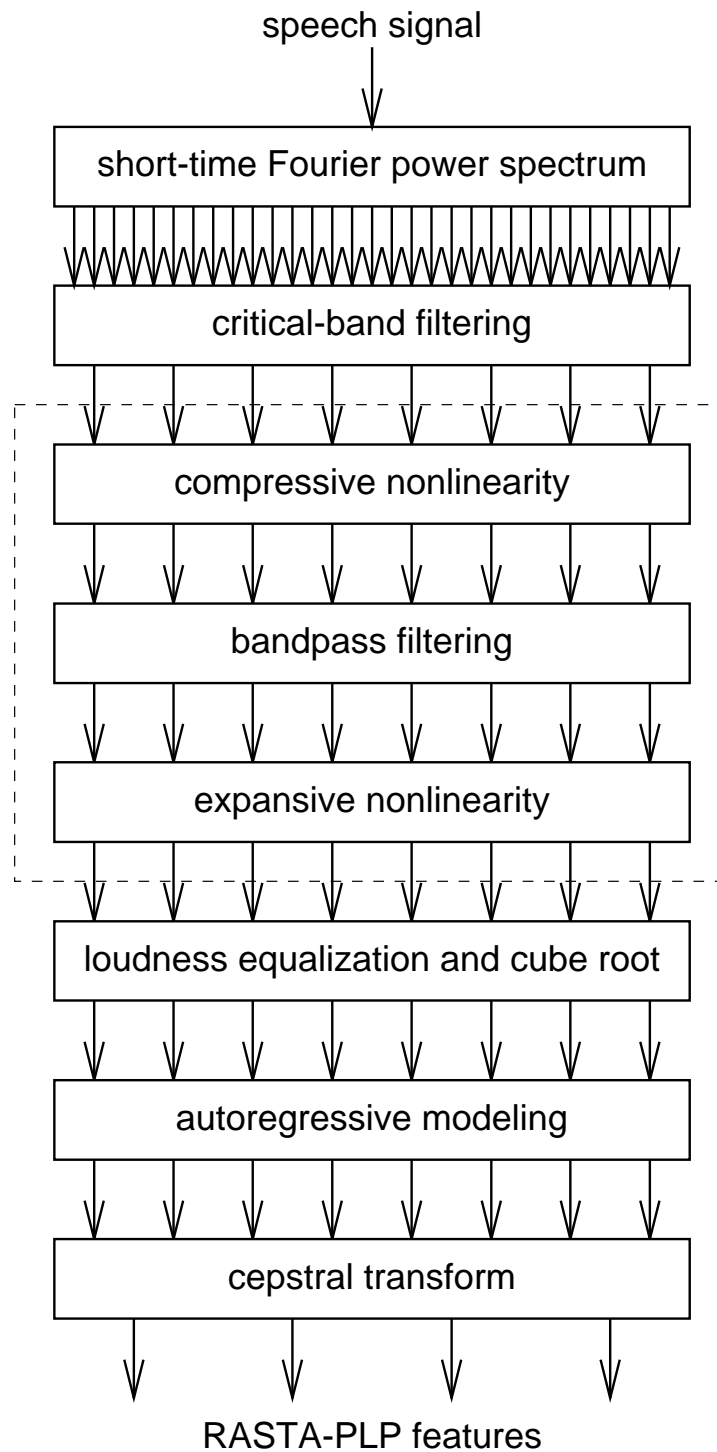 speech signal
short-time Fourier power spectrum
critical-band filtering
compressive nonlinearity
bandpass filtering
expansive nonlinearity
loudness equalization and cube root
autoregressive modeling
cepstral transform
RASTA-PLP features